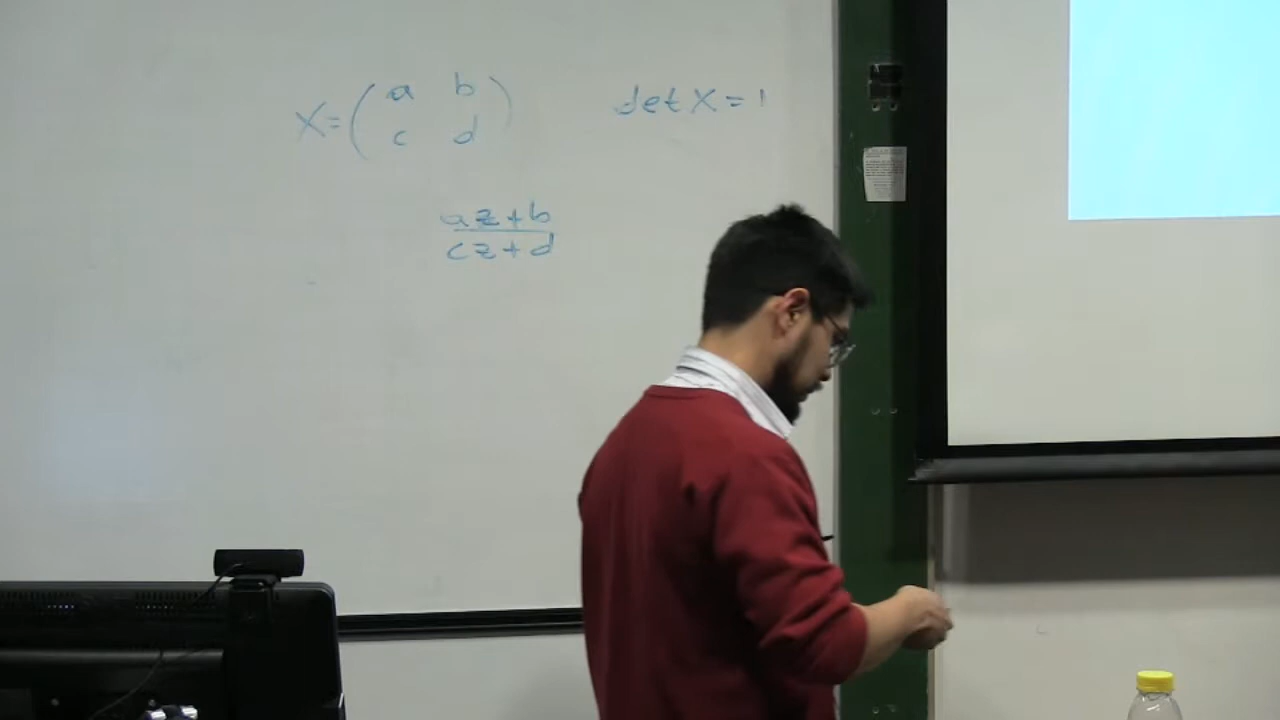 X = ( a b
c d ) det X = 1
az + b
cz + d